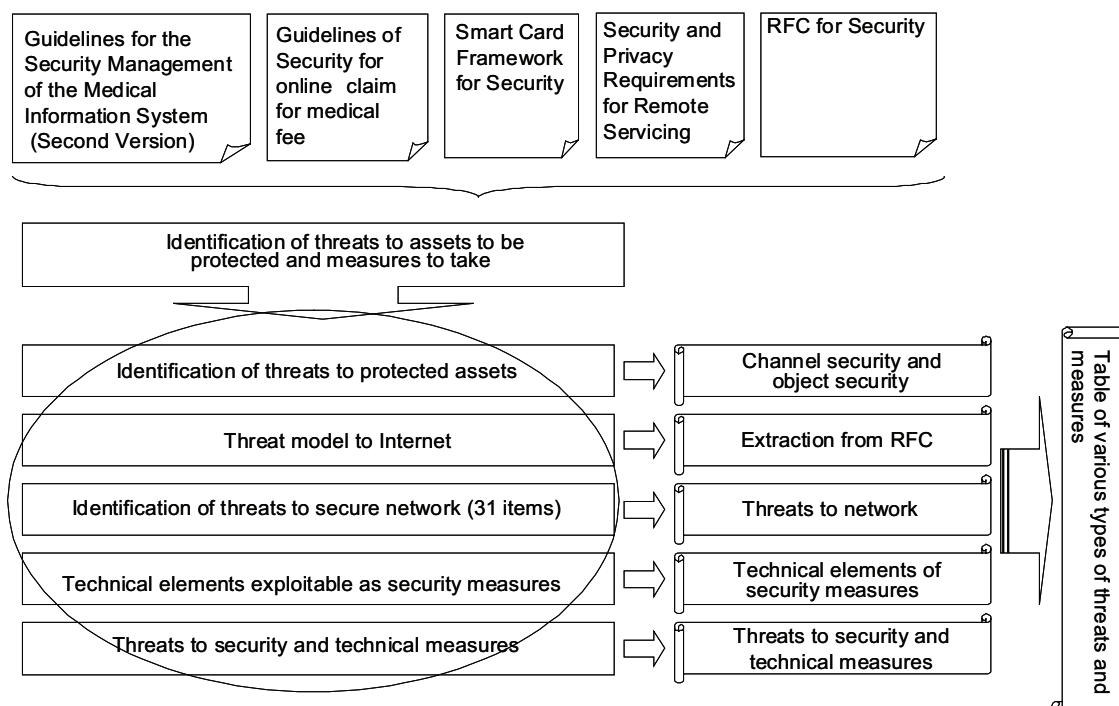 Guidelines for the
Security Management
of the Medical
Information System
(Second Version)
Guidelines of
Security for
online claim
for medical
fee
Smart Card
Framework
for Security
Security and
Privacy
Requirements
for Remote
Servicing
RFC for Security
Identification of threats to assets to be
protected and measures to take
Identification of threats to protected assets
Channel security and
object security
Threat model to Internet
Extraction from RFC
Identification of threats to secure network (31 items)
Threats to network
Technical elements exploitable as security measures
Technical elements of
security measures
Threats to security and technical measures
Threats to security and
technical measures
Table of various types of threats and
measures